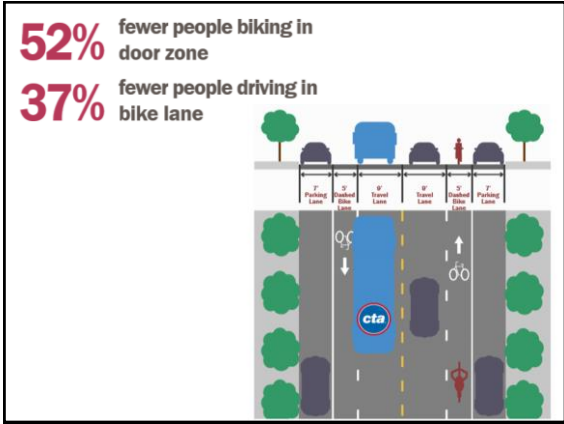 52% fewer people biking in
door zone
37% fewer people driving in
bike lane
7'
Parking
Lane
5'
Dashed
Bike
Lane
9'
Travel
Lane
9'
Travel
Lane
5'
Dashed
Bike
Lane
7'
Parking
Lane
cta